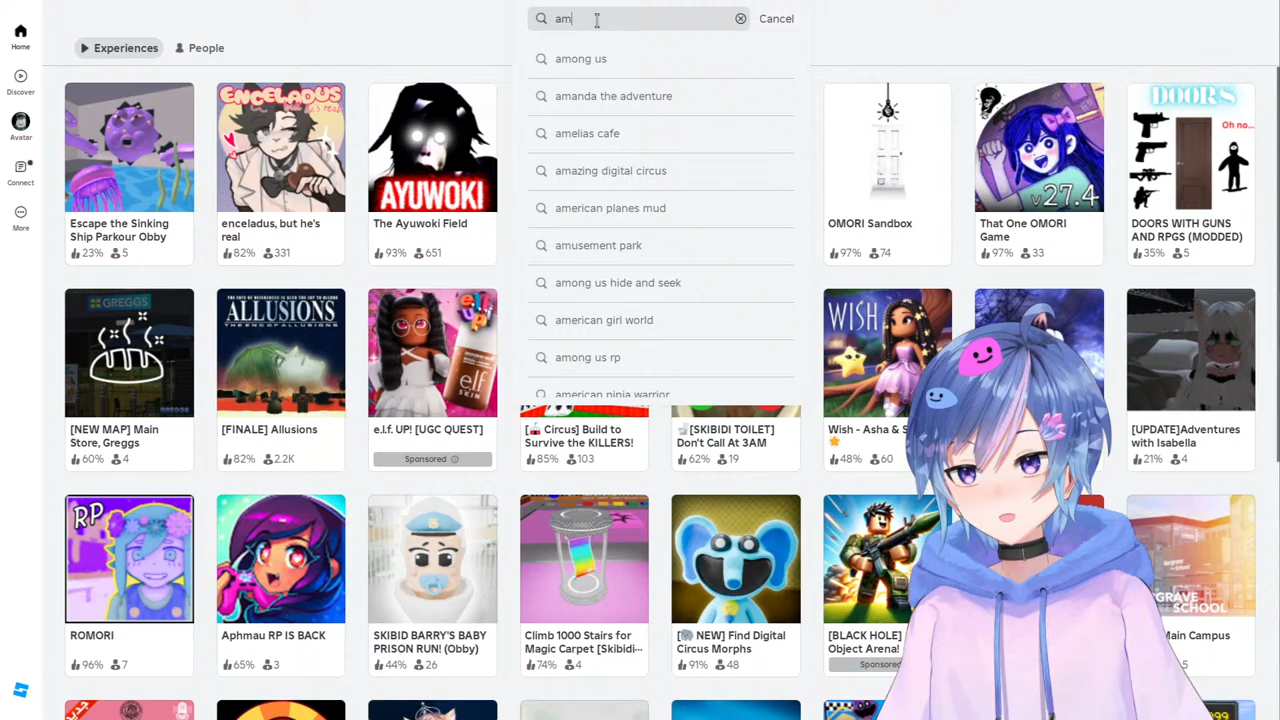 am
Cancel
Home
Discover
Avatar
Connect
More
Experiences
People
among us
amanda the adventure
amelias cafe
amazing digital circus
american planes mud
amusement park
among us hide and seek
american girl world
among us rp
american ninja warrior
Escape the Sinking
Ship Parkour Obby
23% 5
ENCELADUS
enceladus, but he's
real
82% 331
AYUWOKI
The Ayuwoki Field
93% 651
OMORI Sandbox
97% 74
v27.4
That One OMORI
Game
97% 33
DOORS
Oh no...
DOORS WITH GUNS
AND RPGS (MODDED)
35% 5
GREGGS
[NEW MAP] Main
Store, Greggs
60% 4
ALLUSIONS
[FINALE] Allusions
82% 2.2K
e.l.f. UP!
e.l.f.
SKIN
e.l.f. UP! [UGC QUEST]
Sponsored
[🎪 Circus] Build to
Survive the KILLERS!
85% 103
[SKIBIDI TOILET]
Don't Call At 3AM
62% 19
WISH
Wish - Asha & S
48% 60
[UPDATE]Adventures
with Isabella
21% 4
RP
ROMORI
96% 7
Aphmau RP IS BACK
65% 3
SKIBID BARRY'S BABY
PRISON RUN! (Obby)
44% 26
Climb 1000 Stairs for
Magic Carpet [Skibidi...
74% 4
[🐘 NEW] Find Digital
Circus Morphs
91% 48
[BLACK HOLE]
Object Arena!
Sponsored
GRAVE
SCHOOL
Main Campus
5